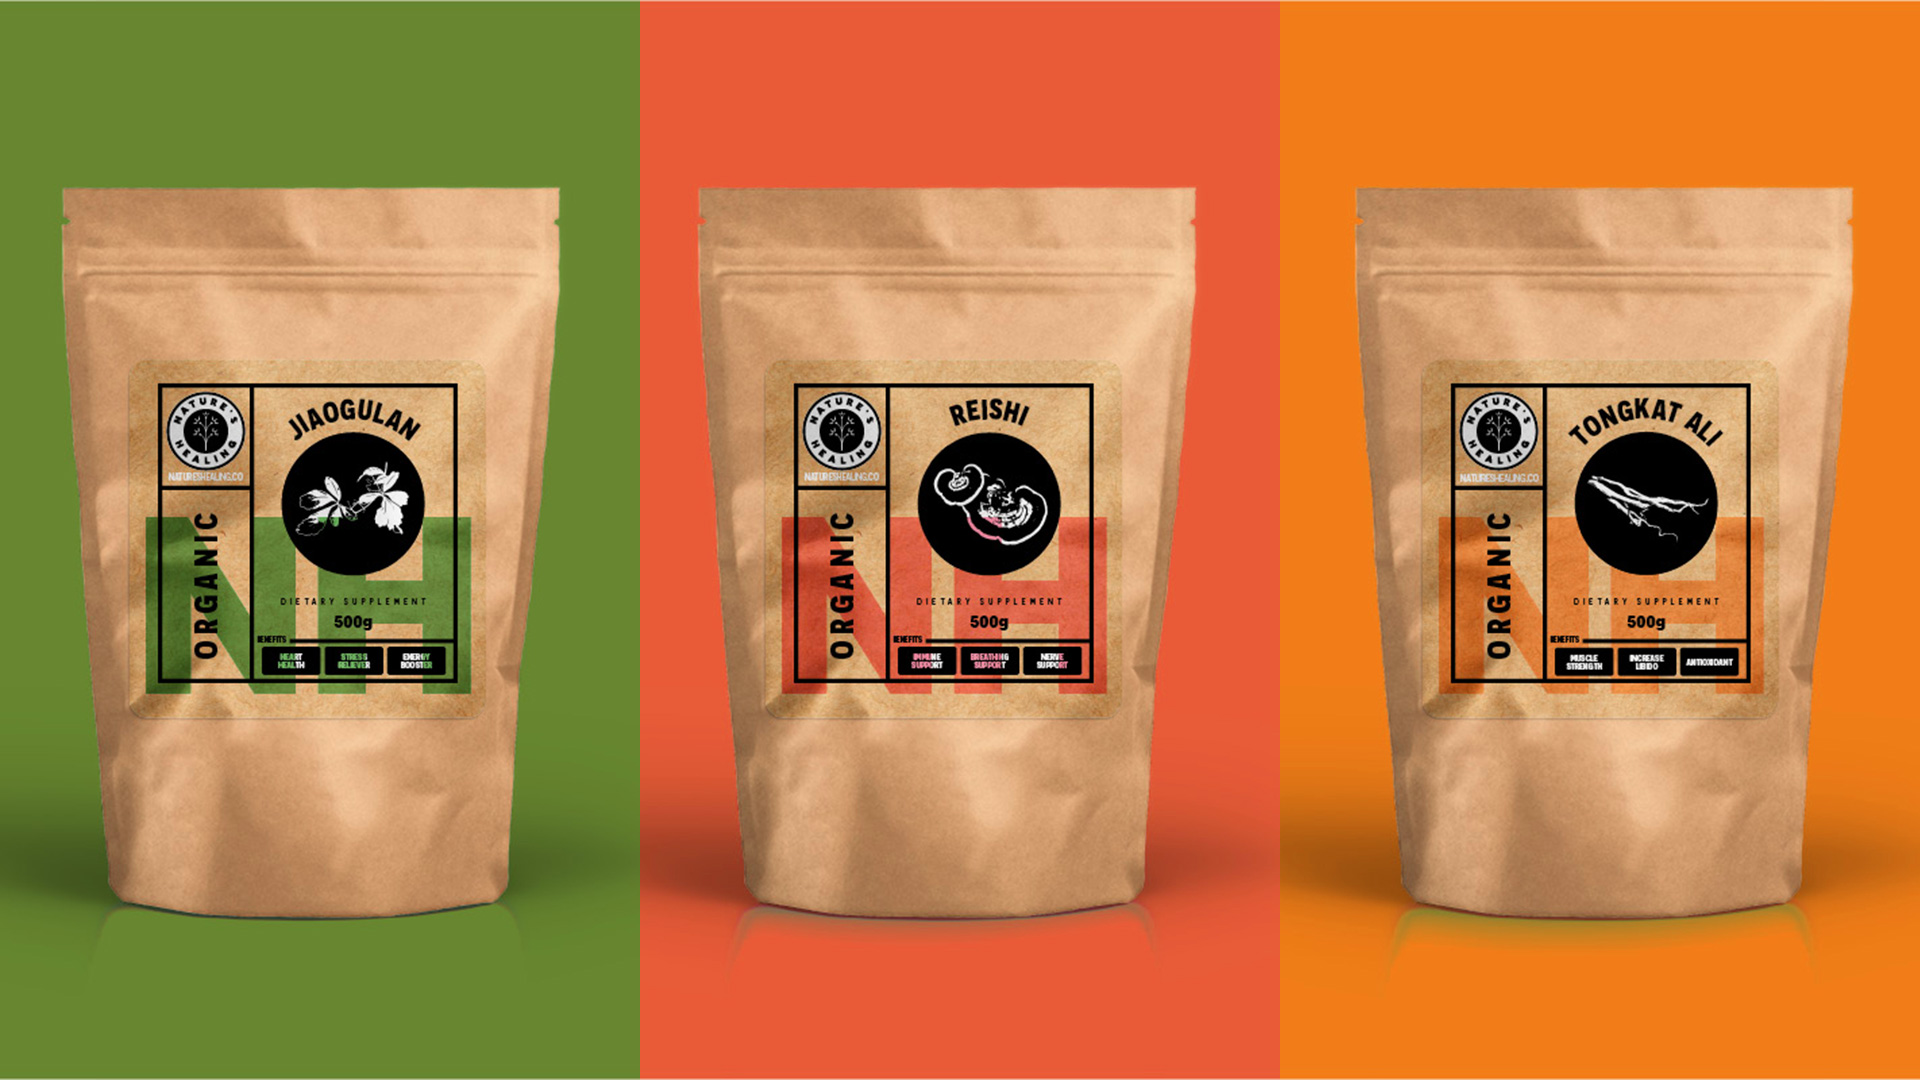 NATURE'S
HEALING
NATURESHEALING.CO
JIAOGULAN
ORGANIC
NH
DIETARY SUPPLEMENT
500g
BENEFITS
HEART
HEALTH
STRESS
RELIEVER
ENERGY
BOOSTER
NATURE'S
HEALING
NATURESHEALING.CO
REISHI
ORGANIC
NH
DIETARY SUPPLEMENT
500g
BENEFITS
IMMUNE
SUPPORT
BREATHING
SUPPORT
NERVE
SUPPORT
NATURE'S
HEALING
NATURESHEALING.CO
TONGKAT ALI
ORGANIC
NH
DIETARY SUPPLEMENT
500g
BENEFITS
MUSCLE
STRENGTH
INCREASE
LIBIDO
ANTIOXIDANT